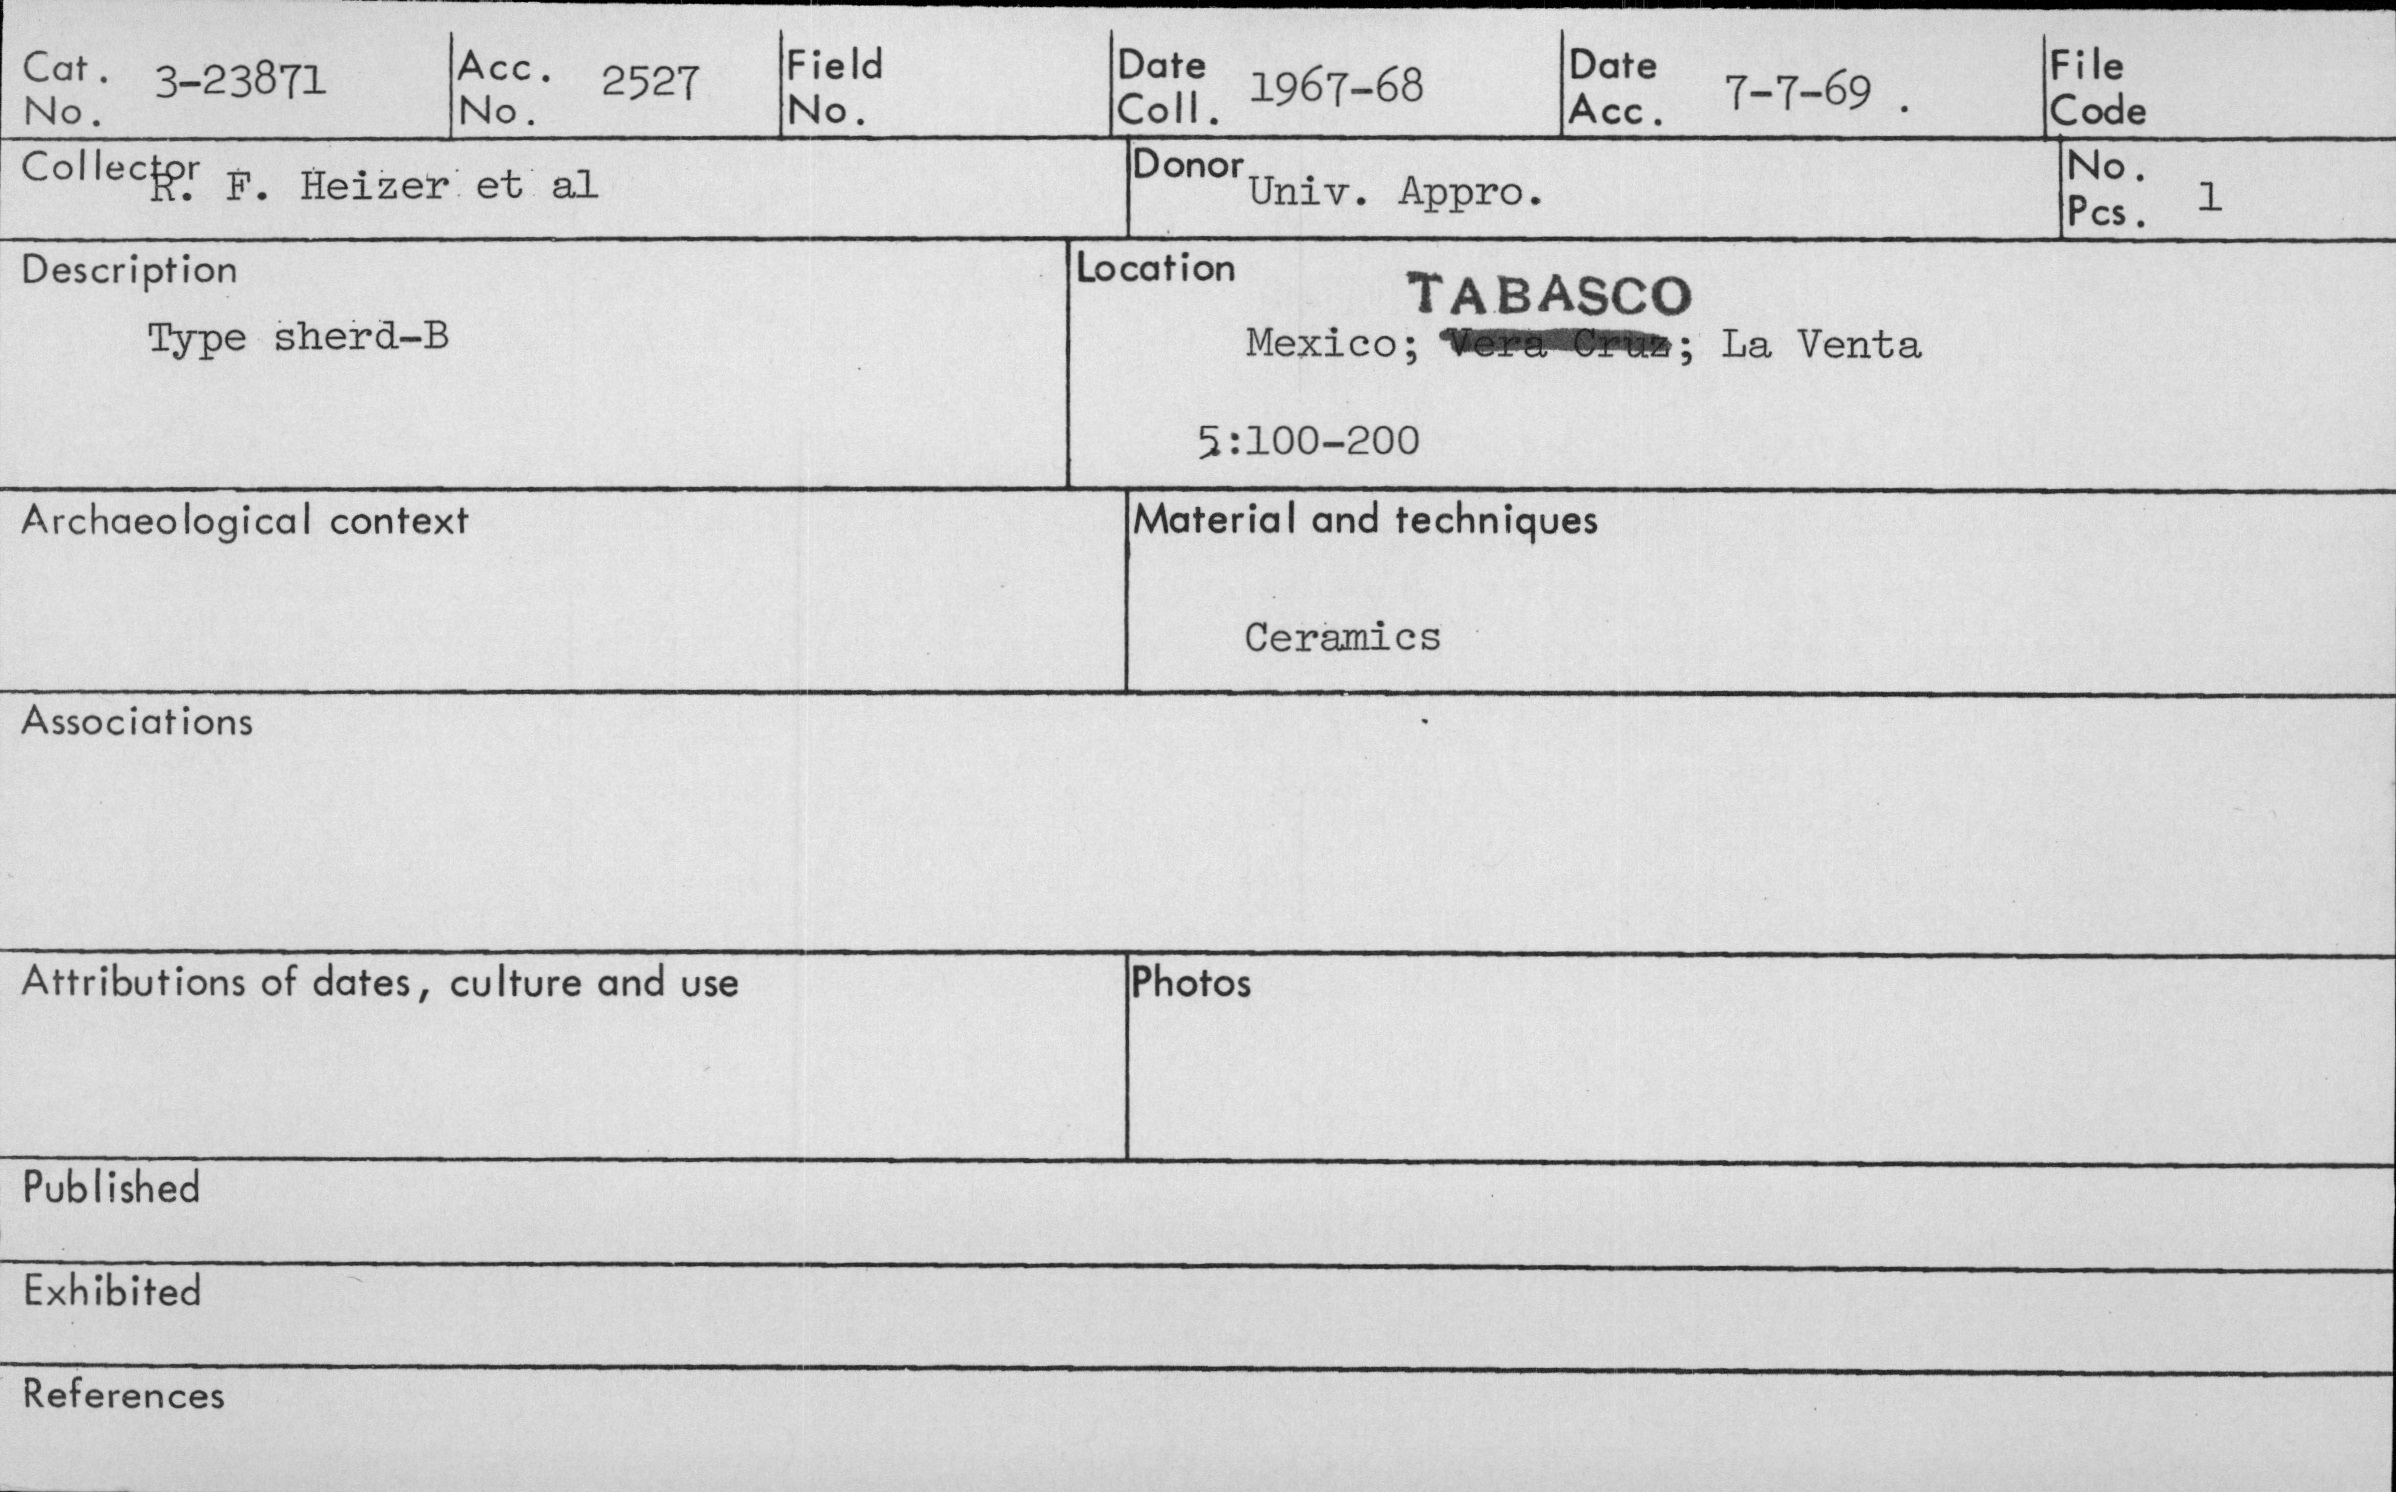 Cat. No. 3-23871 Acc. No. 2527 Field No. Date Coll. 1967-68 Date Acc. 7-7-69 . File Code
Collector R. F. Heizer et al Donor Univ. Appro. No. Pcs. 1
Description Location
TABASCO
Type sherd-B Mexico; Vera Cruz; La Venta
5:100-200
Archaeological context Material and techniques
Ceramics
Associations
Attributions of dates, culture and use Photos
Published
Exhibited
References